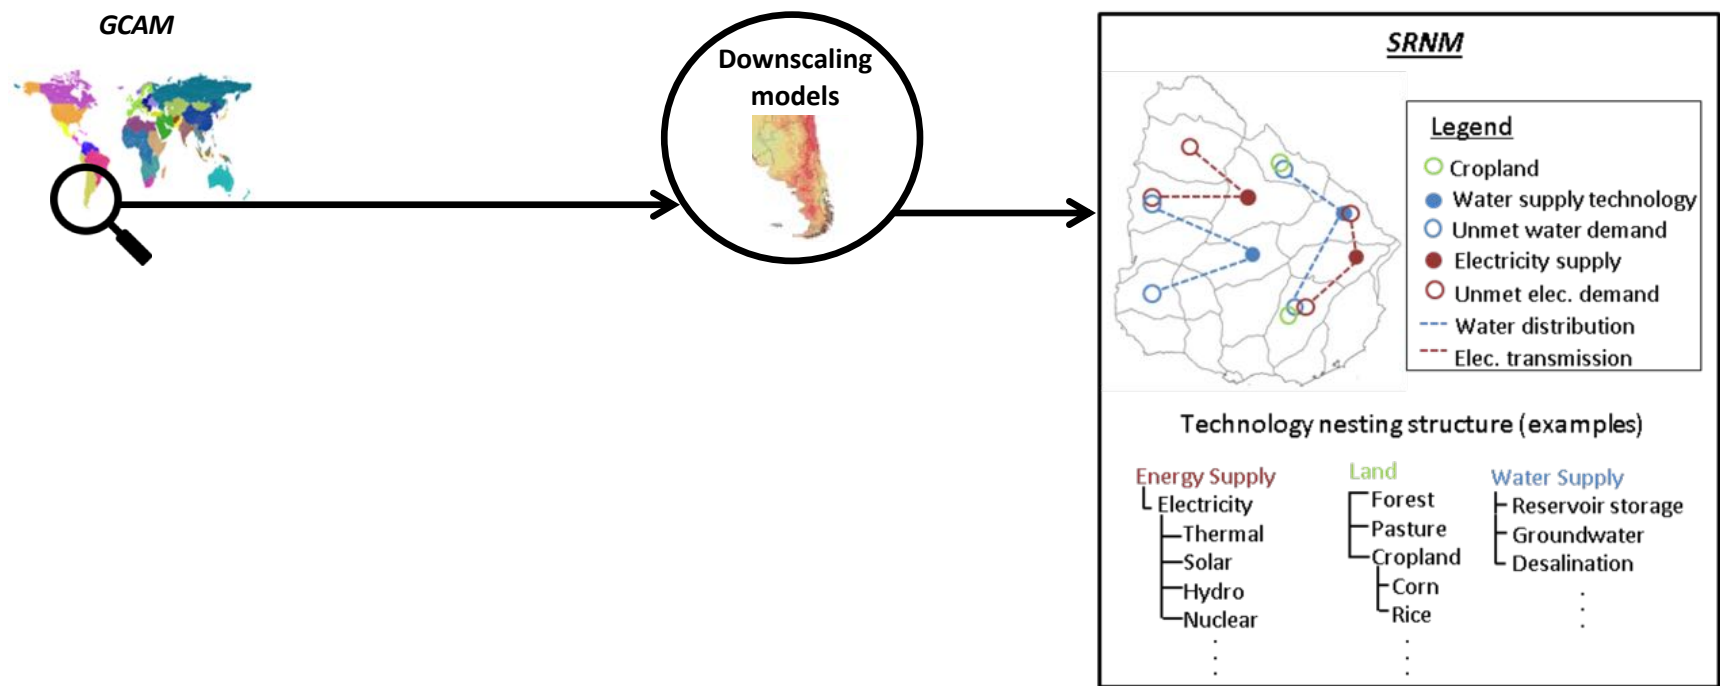 GCAM
Downscaling
models
SRNM
Legend
Cropland
Water supply technology
Unmet water demand
Electricity supply
Unmet elec. demand
Water distribution
Elec. transmission
Technology nesting structure (examples)
Energy Supply
Electricity
Thermal
Solar
Hydro
Nuclear
Land
Forest
Pasture
Cropland
Corn
Rice
Water Supply
Reservoir storage
Groundwater
Desalination